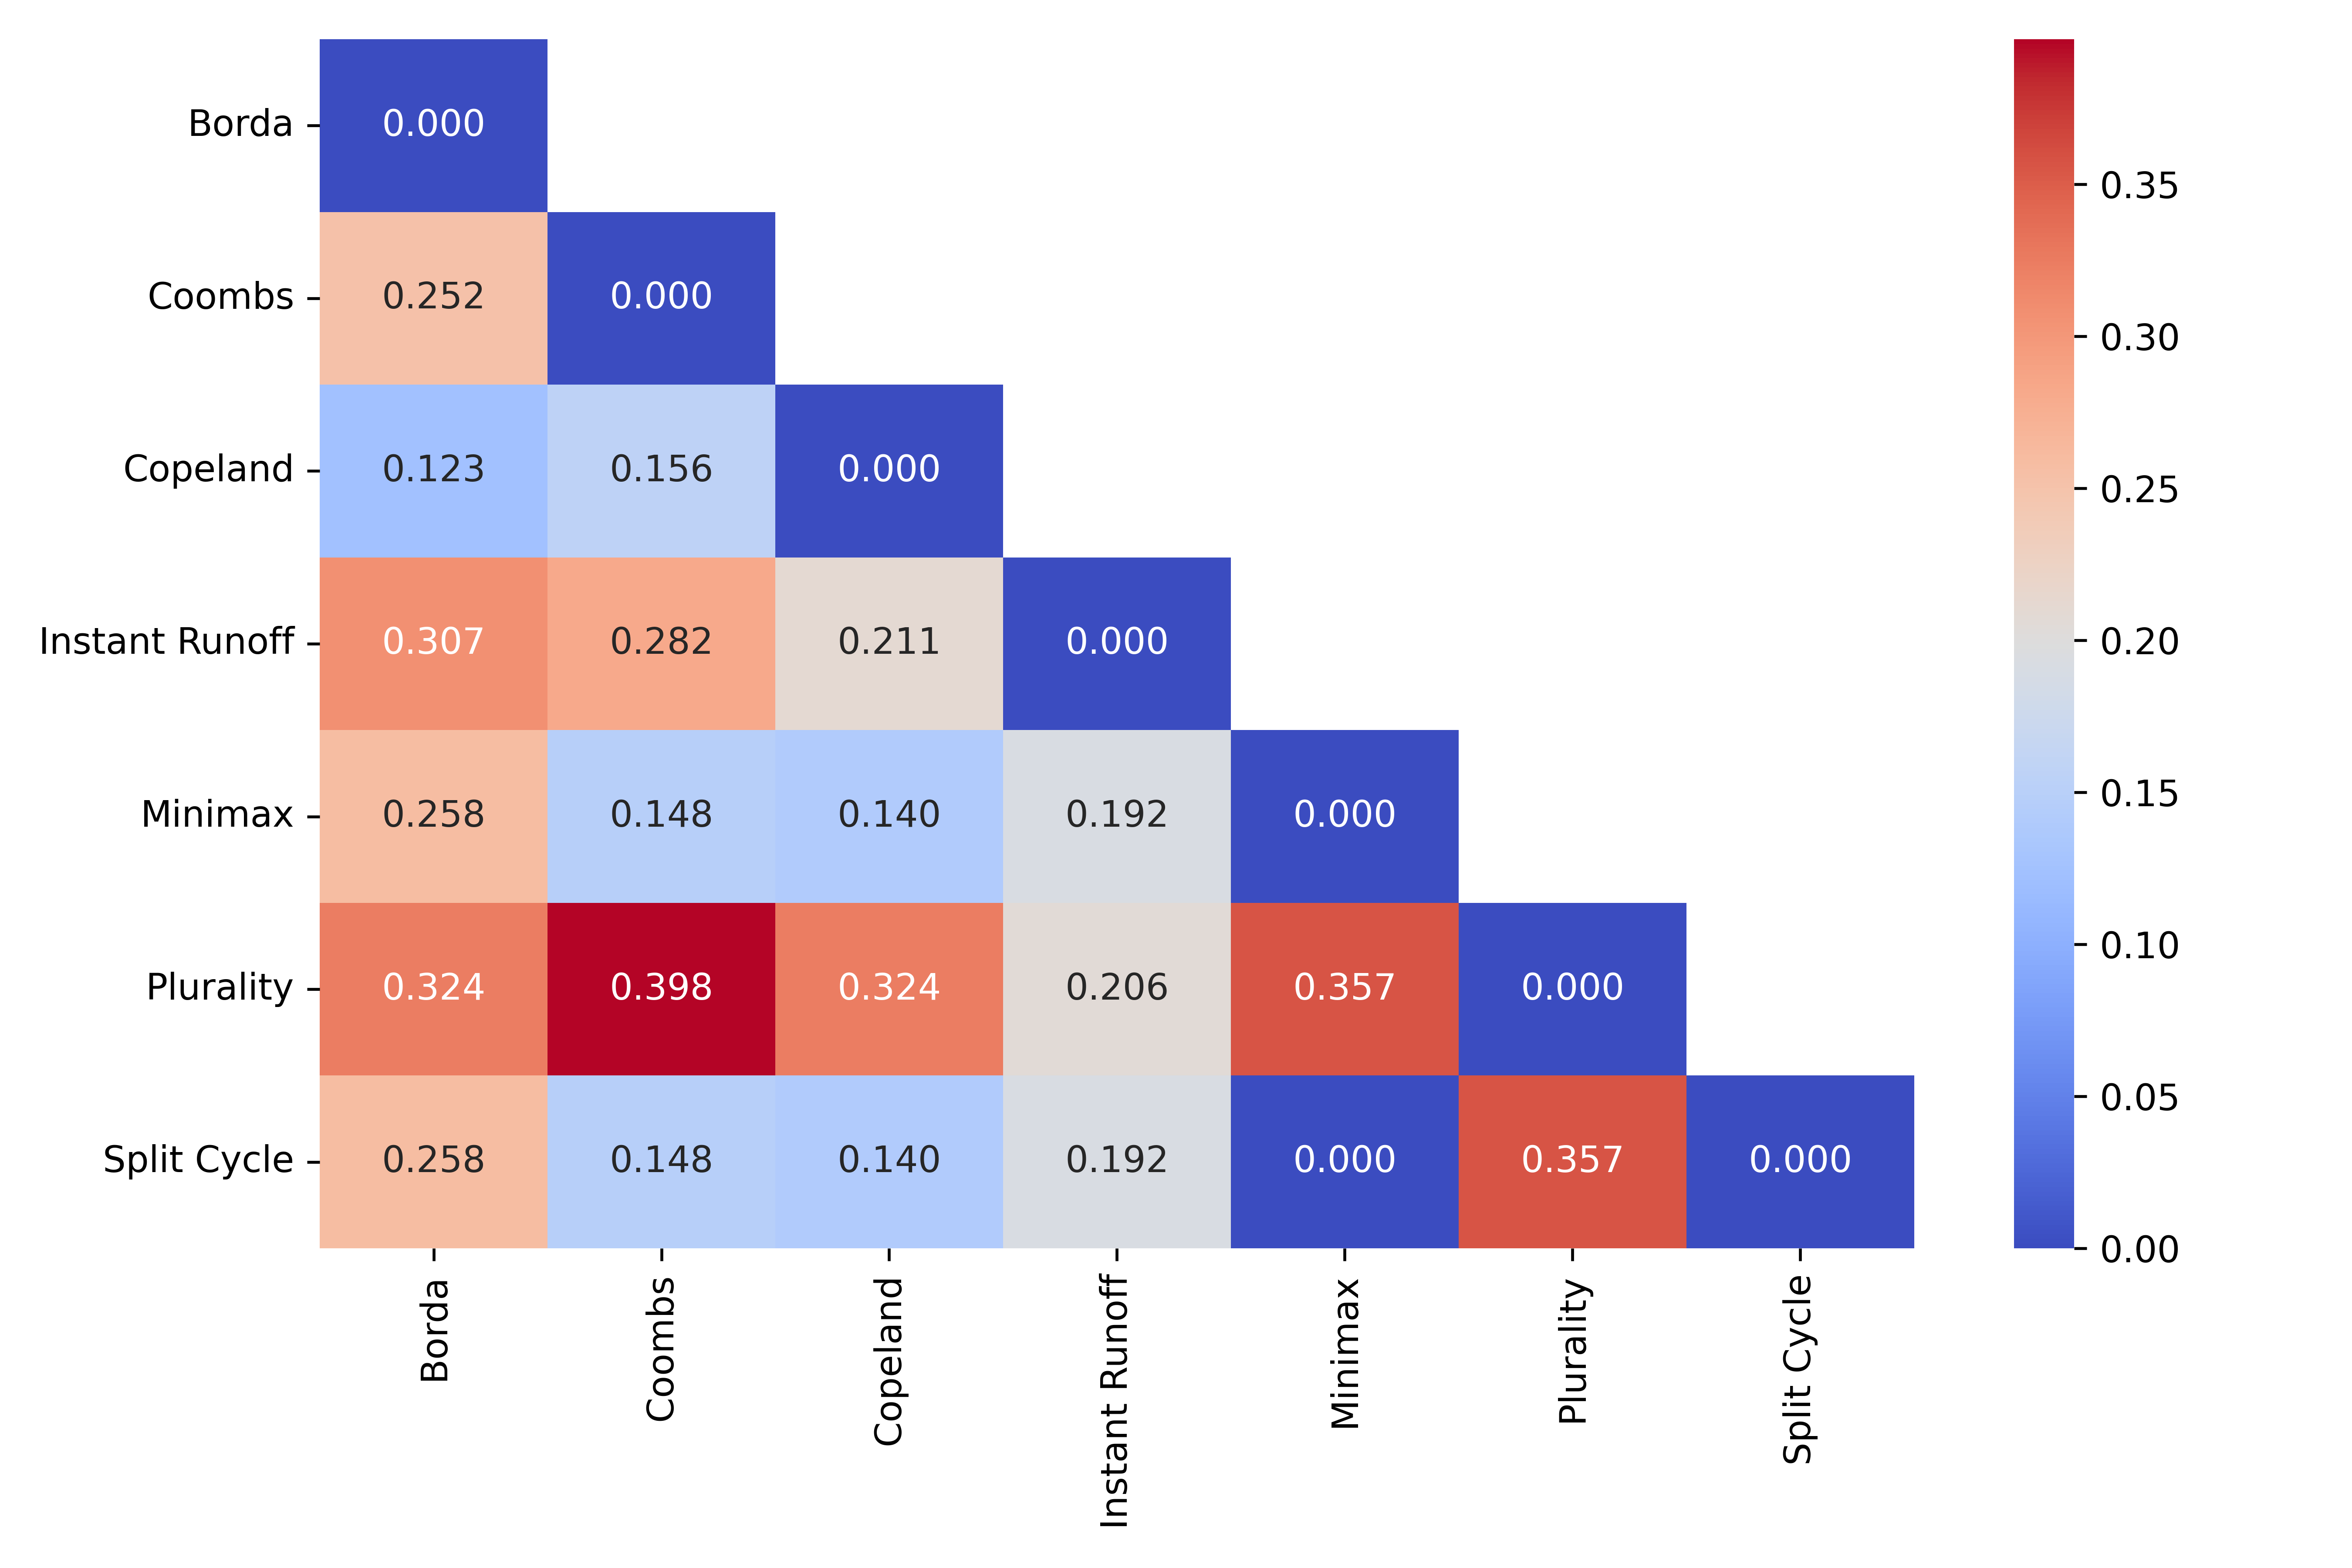 Borda 0.000
Coombs 0.252 0.000
Copeland 0.123 0.156 0.000
Instant Runoff 0.307 0.282 0.211 0.000
Minimax 0.258 0.148 0.140 0.192 0.000
Plurality 0.324 0.398 0.324 0.206 0.357 0.000
Split Cycle 0.258 0.148 0.140 0.192 0.000 0.357 0.000
Borda
Coombs
Copeland
Instant Runoff
Minimax
Plurality
Split Cycle
0.35
0.30
0.25
0.20
0.15
0.10
0.05
0.00